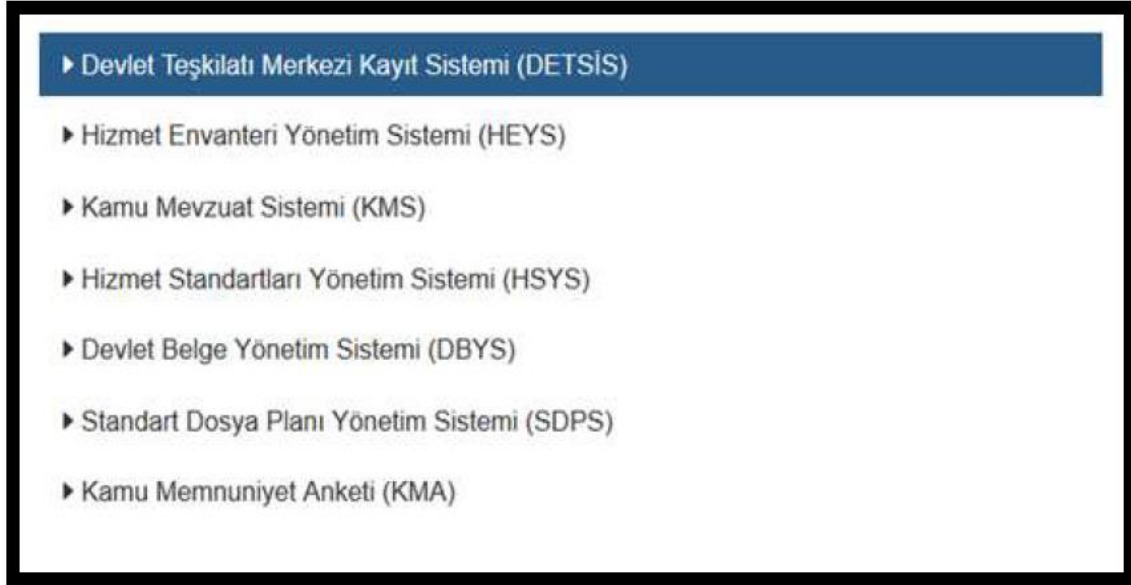 Devlet Teşkilatı Merkezi Kayıt Sistemi (DETSİS)
Hizmet Envanteri Yönetim Sistemi (HEYS)
Kamu Mevzuat Sistemi (KMS)
Hizmet Standartları Yönetim Sistemi (HSYS)
Devlet Belge Yönetim Sistemi (DBYS)
Standart Dosya Planı Yönetim Sistemi (SDPS)
Kamu Memnuniyet Anketi (KMA)